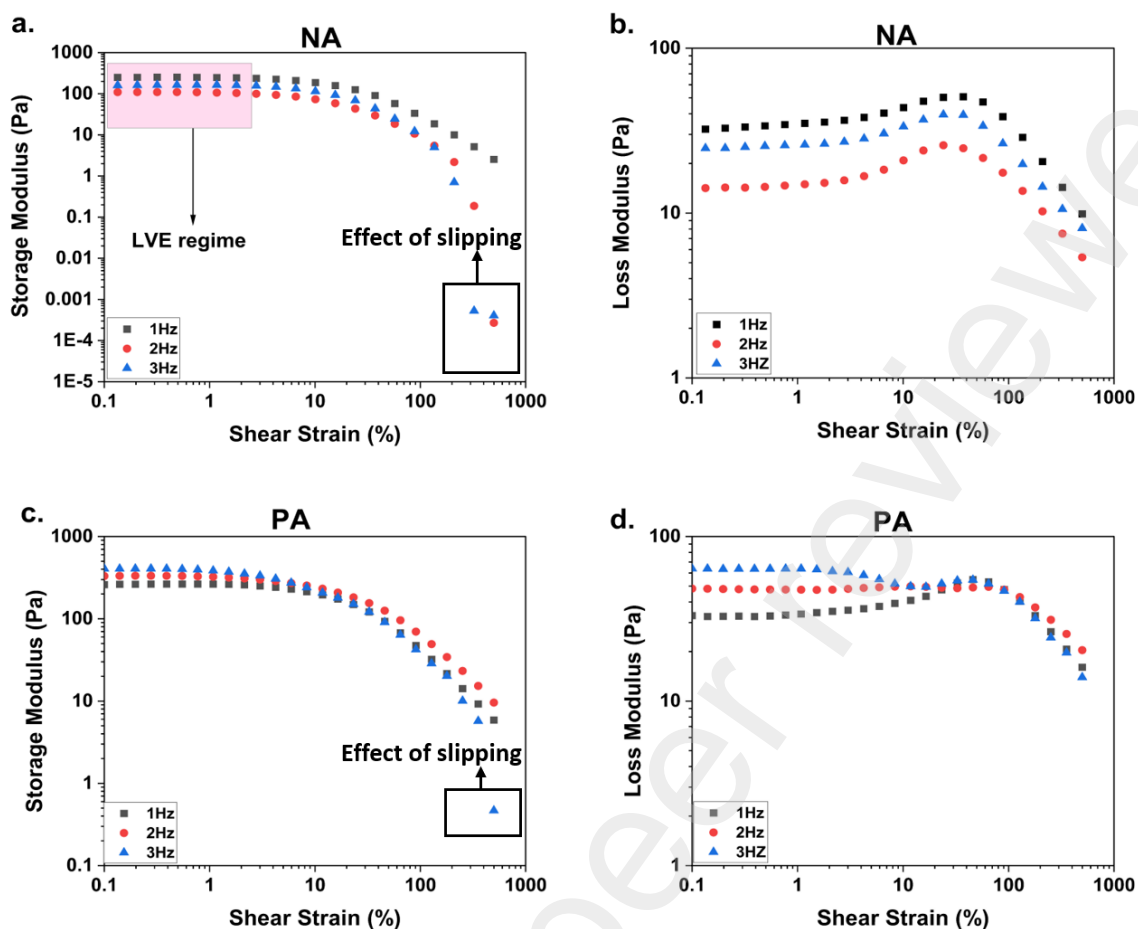 a.
NA
1000
100
10
1
0.1
0.01
0.001
1E-4
1E-5
Storage Modulus (Pa)
LVE regime
Effect of slipping
1Hz
2Hz
3Hz
0.1 1 10 100 1000
Shear Strain (%)
b.
NA
100
10
1
Loss Modulus (Pa)
1Hz
2Hz
3HZ
0.1 1 10 100 1000
Shear Strain (%)
c.
PA
1000
100
10
1
0.1
Storage Modulus (Pa)
Effect of slipping
1Hz
2Hz
3Hz
0.1 1 10 100 1000
Shear Strain (%)
d.
PA
100
10
1
Loss Modulus (Pa)
1Hz
2Hz
3HZ
0.1 1 10 100 1000
Shear Strain (%)
peer reviewe